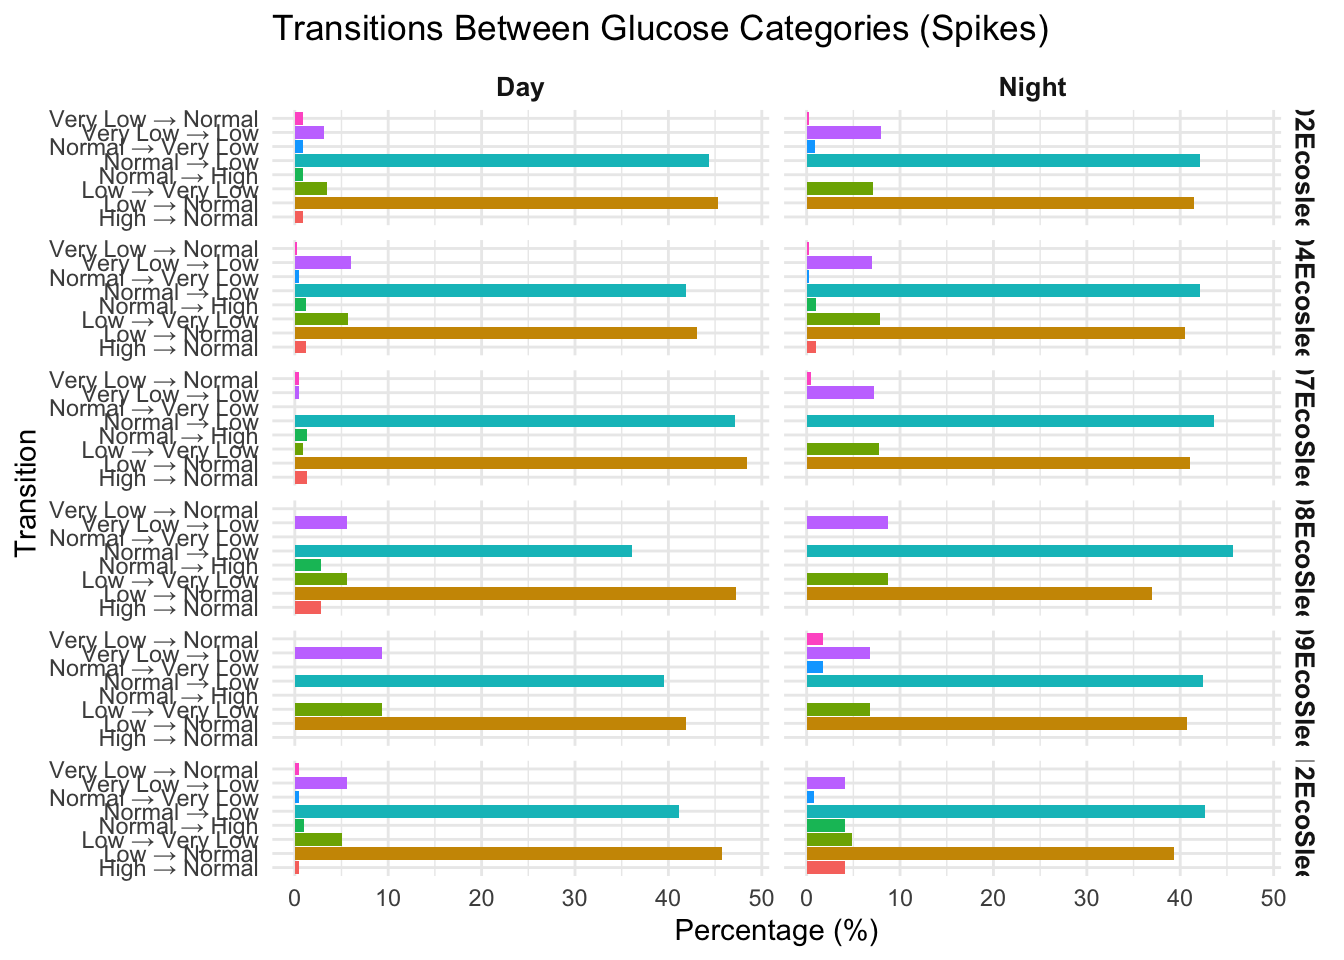 Transitions Between Glucose Categories (Spikes)
Day
Night
Very Low → Normal
Very Low → Low
Normal → Very Low
Normal → Low
Normal → High
Low → Very Low
Low → Normal
High → Normal
2Ecoslee
Very Low → Normal
Very Low → Low
Normal → Very Low
Normal → Low
Normal → High
Low → Very Low
Low → Normal
High → Normal
4Ecoslee
Very Low → Normal
Very Low → Low
Normal → Very Low
Normal → Low
Normal → High
Low → Very Low
Low → Normal
High → Normal
7EcoSlee
Very Low → Normal
Very Low → Low
Normal → Very Low
Normal → Low
Normal → High
Low → Very Low
Low → Normal
High → Normal
8EcoSlee
Very Low → Normal
Very Low → Low
Normal → Very Low
Normal → Low
Normal → High
Low → Very Low
Low → Normal
High → Normal
9EcoSlee
Very Low → Normal
Very Low → Low
Normal → Very Low
Normal → Low
Normal → High
Low → Very Low
Low → Normal
High → Normal
2EcoSlee
Transition
0 10 20 30 40 50
0 10 20 30 40 50
Percentage (%)